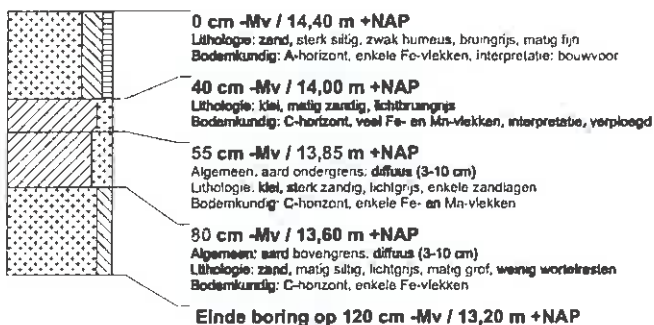 0 cm -Mv / 14,40 m +NAP
Lithologie: zand, sterk siltig, zwak humeus, bruingrijs, matig fijn
Bodemkundig: A-horizont, enkele Fe-vlekken, interpretatie: bouwvoor
40 cm -Mv / 14,00 m +NAP
Lithologie: klei, matig zandig, lichtbruingrijs
Bodemkundig: C-horizont, veel Fe- en Mn-vlekken, interpretatie, verploegd
55 cm -Mv / 13,85 m +NAP
Algemeen, aard ondergrens: diffuus (3-10 cm)
Lithologie: klei, sterk zandig, lichtgrijs, enkele zandlagen
Bodemkundig: C-horizont, enkele Fe- en Mn-vlekken
80 cm -Mv / 13,60 m +NAP
Algemeen: aard bovengrens: diffuus (3-10 cm)
Lithologie: zand, matig siltig, lichtgrijs, matig grof, weinig wortelresten
Bodemkundig: C-horizont, enkele Fe-vlekken
Einde boring op 120 cm -Mv / 13,20 m +NAP